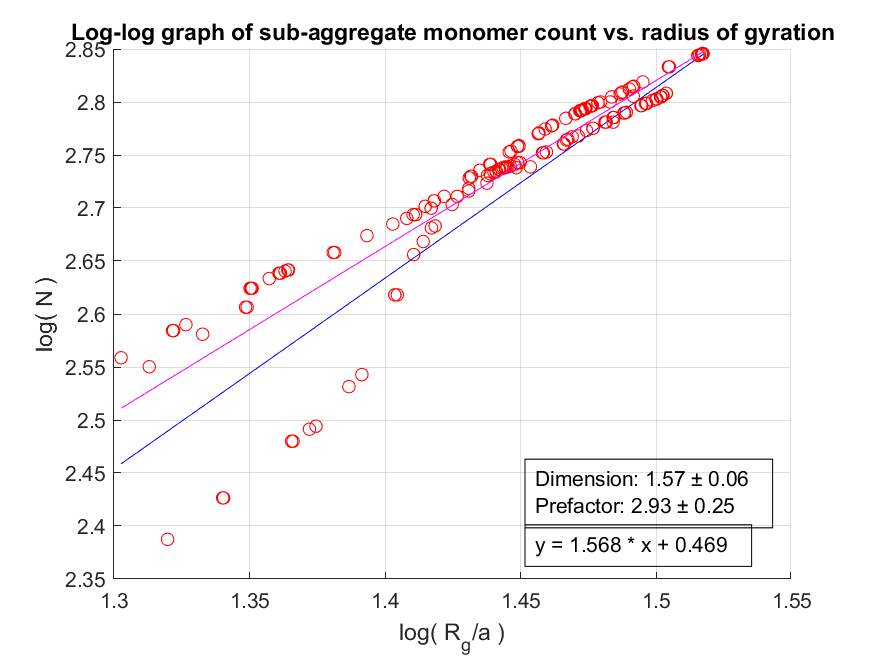 Log-log graph of sub-aggregate monomer count vs. radius of gyration
2.85
2.8
2.75
2.7
2.65
2.6
2.55
2.5
2.45
2.4
2.35
log( N )
Dimension: 1.57 ± 0.06
Prefactor: 2.93 ± 0.25
y = 1.568 * x + 0.469
1.3 1.35 1.4 1.45 1.5 1.55
log( R_g/a )